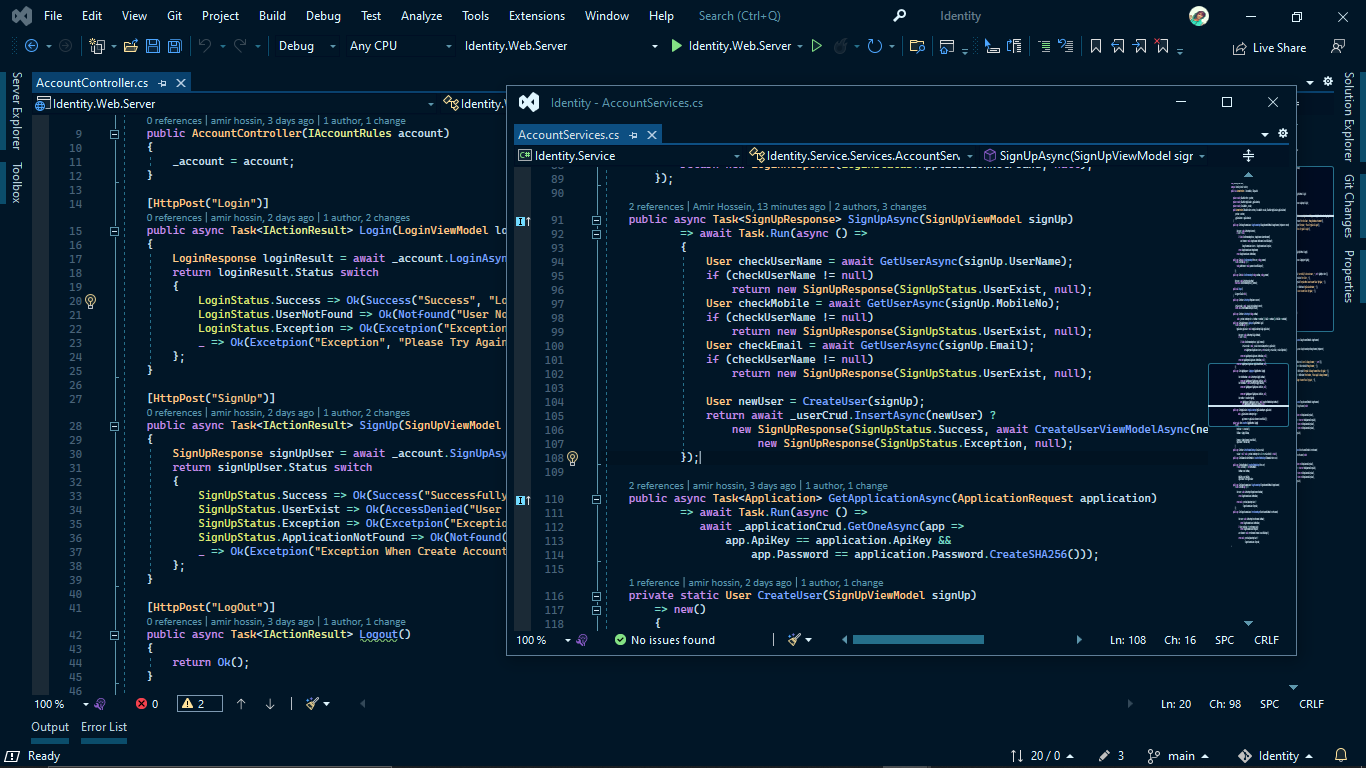 File Edit View Git Project Build Debug Test Analyze Tools Extensions Window Help Search (Ctrl+Q) Identity
Debug Any CPU Identity.Web.Server Identity.Web.Server Live Share
Server Explorer
Toolbox
AccountController.cs
Identity.Web.Server Identity.
0 references | amir hossin, 3 days ago | 1 author, 1 change
9 public AccountController(IAccountRules account)
10 {
11 _account = account;
12 }
13
14 [HttpPost("Login")]
0 references | amir hossin, 2 days ago | 1 author, 2 changes
15 public async Task<IActionResult> Login(LoginViewModel lo
16 {
17 LoginResponse loginResult = await _account.LoginAsyn
18 return loginResult.Status switch
19 {
20 LoginStatus.Success => Ok(Success("Success", "Lo
21 LoginStatus.UserNotFound => Ok(Notfound("User No
22 LoginStatus.Exception => Ok(Excetpion("Exception
23 _ => Ok(Excetpion("Exception", "Please Try Again
24 };
25 }
26
27 [HttpPost("SignUp")]
0 references | amir hossin, 2 days ago | 1 author, 2 changes
28 public async Task<IActionResult> SignUp(SignUpViewModel
29 {
30 SignUpResponse signUpUser = await _account.SignUpAsy
31 return signUpUser.Status switch
32 {
33 SignUpStatus.Success => Ok(Success("Successfully
34 SignUpStatus.UserExist => Ok(AccessDenied("User
35 SignUpStatus.Exception => Ok(Excetpion("Exceptio
36 SignUpStatus.ApplicationNotFound => Ok(Notfound(
37 _ => Ok(Excetpion("Exception When Create Account
38 };
39 }
40
41 [HttpPost("LogOut")]
0 references | amir hossin, 3 days ago | 1 author, 1 change
42 public async Task<IActionResult> Logout()
43 {
44 return Ok();
45 }
46
100 % 0 2 Ln: 20 Ch: 98 SPC CRLF
Output Error List
Ready 20 / 0 3 main Identity
Identity - AccountServices.cs
AccountServices.cs
Identity.Service Identity.Service.Services.AccountServ SignUpAsync(SignUpViewModel signr
89 });
90
2 references | Amir Hossein, 13 minutes ago | 2 authors, 3 changes
91 public async Task<SignUpResponse> SignUpAsync(SignUpViewModel signUp)
92 => await Task.Run(async () =>
93 {
94 User checkUserName = await GetUserAsync(signUp.UserName);
95 if (checkUserName != null)
96 return new SignUpResponse(SignUpStatus.UserExist, null);
97 User checkMobile = await GetUserAsync(signUp.MobileNo);
98 if (checkUserName != null)
99 return new SignUpResponse(SignUpStatus.UserExist, null);
100 User checkEmail = await GetUserAsync(signUp.Email);
101 if (checkUserName != null)
102 return new SignUpResponse(SignUpStatus.UserExist, null);
103
104 User newUser = CreateUser(signUp);
105 return await _userCrud.InsertAsync(newUser) ?
106 new SignUpResponse(SignUpStatus.Success, await CreateUserViewModelAsync(ne
107 new SignUpResponse(SignUpStatus.Exception, null);
108 });
109
2 references | amir hossin, 3 days ago | 1 author, 1 change
110 public async Task<Application> GetApplicationAsync(ApplicationRequest application)
111 => await Task.Run(async () =>
112 await _applicationCrud.GetOneAsync(app =>
113 app.ApiKey == application.ApiKey &&
114 app.Password == application.Password.CreateSHA256()));
115
1 reference | amir hossin, 2 days ago | 1 author, 1 change
116 private static User CreateUser(SignUpViewModel signUp)
117 => new()
118 {
100 % No issues found Ln: 108 Ch: 16 SPC CRLF
Solution Explorer
Git Changes
Properties